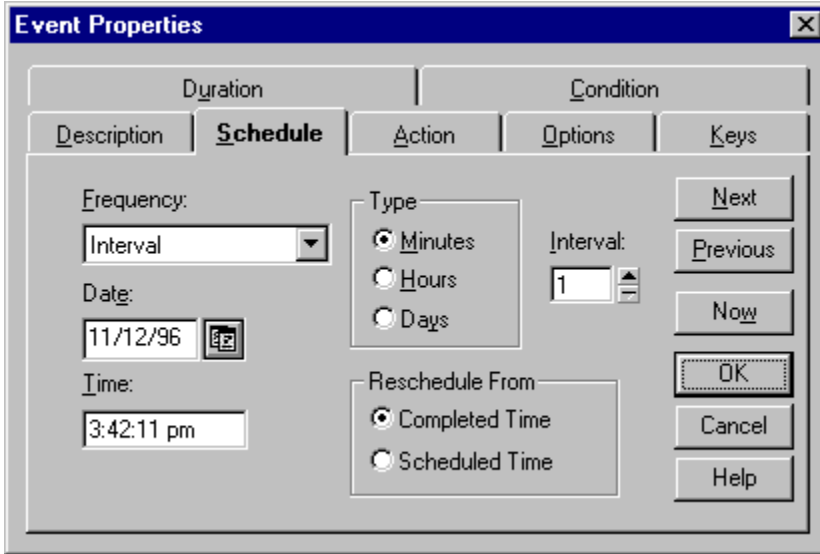 Event Properties
Duration
Condition
Description
Schedule
Action
Options
Keys
Frequency:
Interval
Date:
11/12/96
Time:
3:42:11 pm
Type
Minutes
Hours
Days
Interval:
1
Reschedule From
Completed Time
Scheduled Time
Next
Previous
Now
OK
Cancel
Help